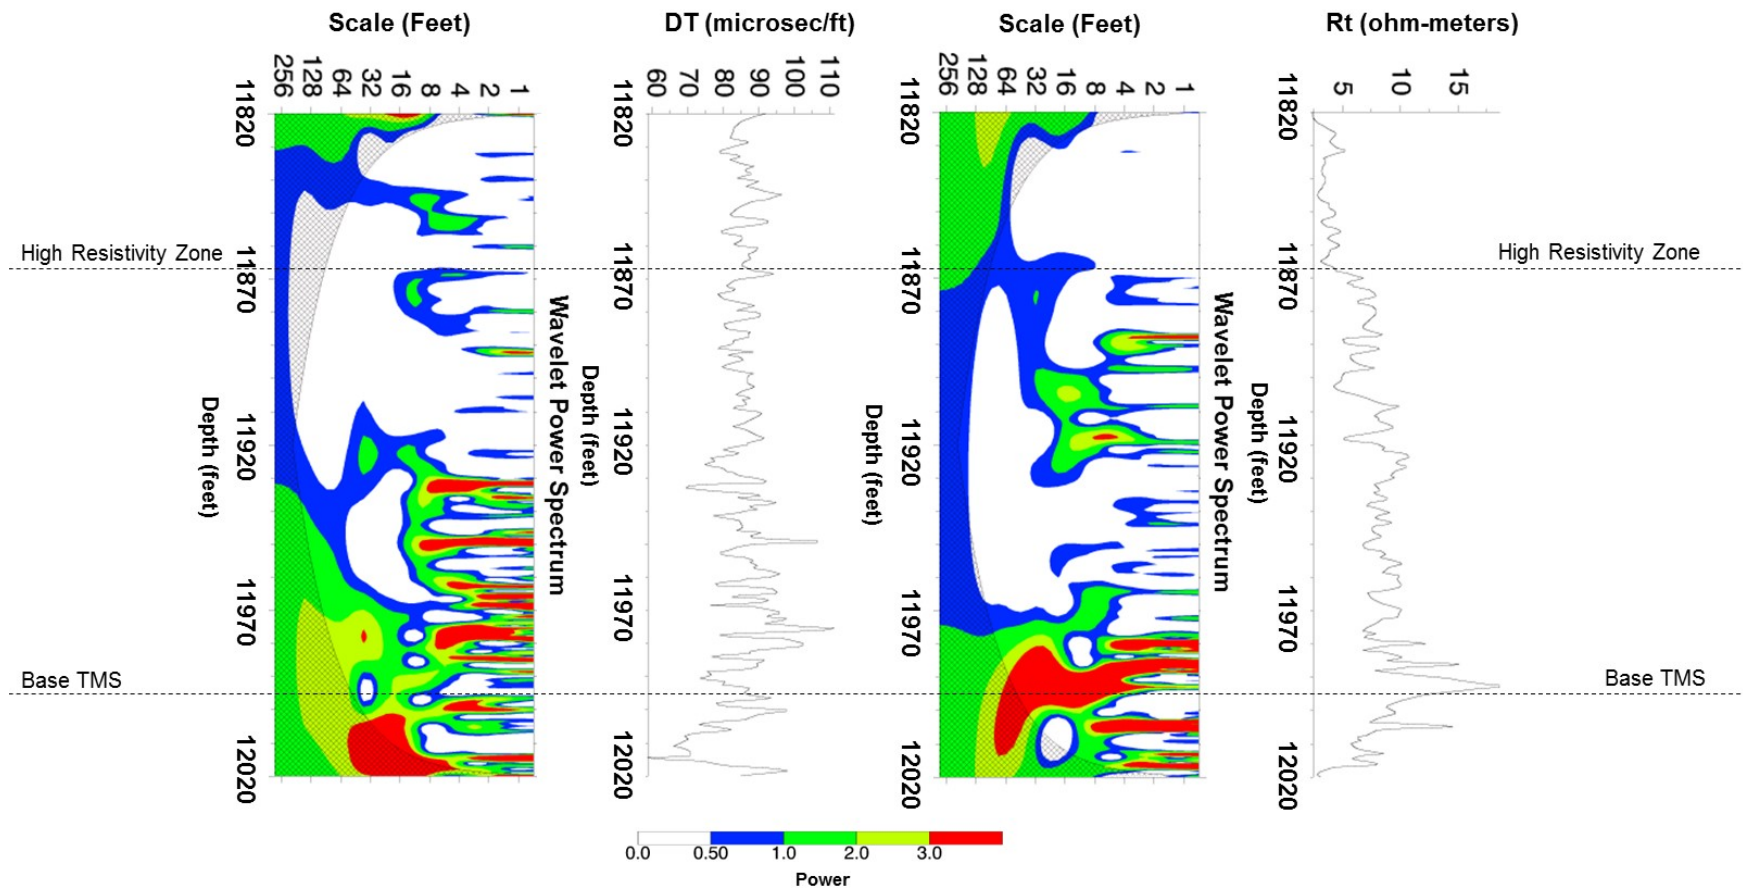 Scale (Feet)
DT (microsec/ft)
Scale (Feet)
Rt (ohm-meters)
256 128 64 32 16 8 4 2 1
60 70 80 90 100 110
256 128 64 32 16 8 4 2 1
5 10 15
11820
11820
11820
11820
High Resistivity Zone
High Resistivity Zone
11870
11870
11870
11870
Depth (feet)
Wavelet Power Spectrum
Depth (feet)
Depth (feet)
Wavelet Power Spectrum
Depth (feet)
11920
11920
11920
11920
11970
11970
11970
11970
Base TMS
Base TMS
12020
12020
12020
12020
0.0 0.50 1.0 2.0 3.0
Power